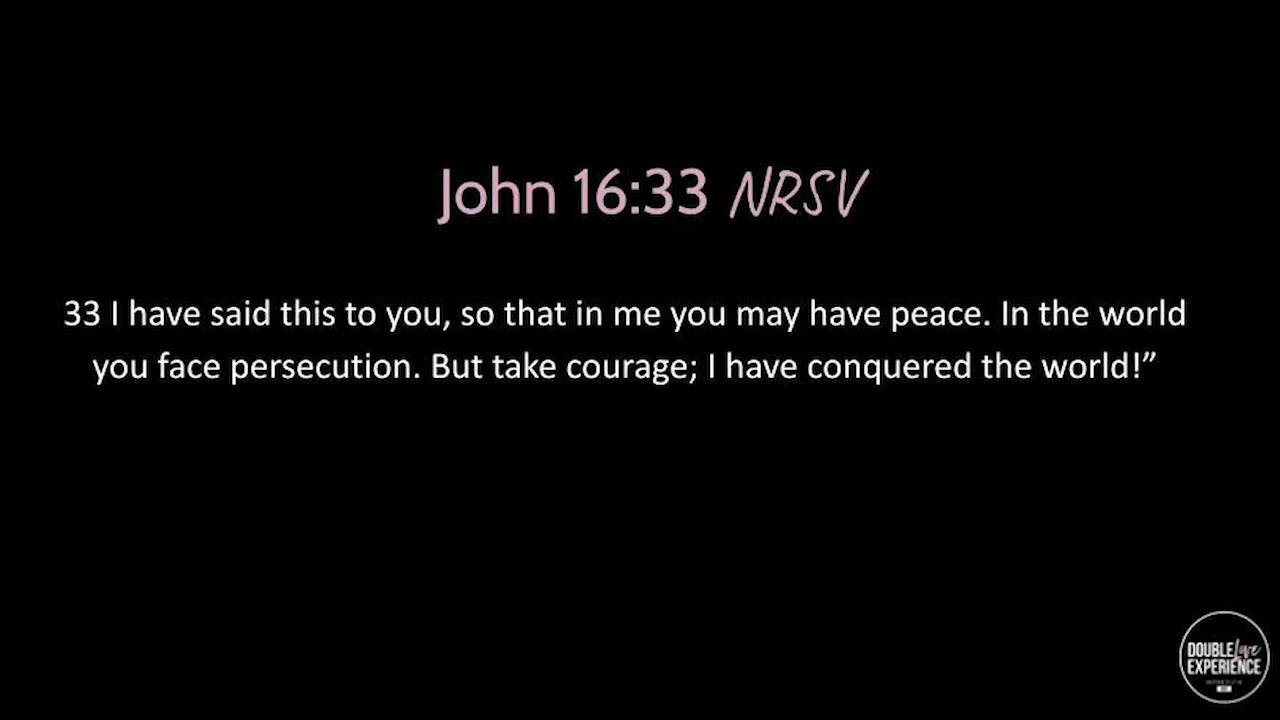 John 16:33 NRSV
33 I have said this to you, so that in me you may have peace. In the world
you face persecution. But take courage; I have conquered the world!”
DOUBLE Love
EXPERIENCE